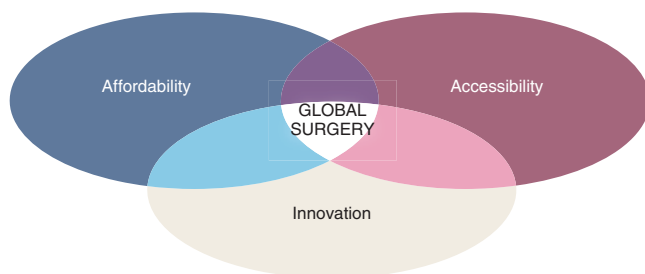 Affordability
Accessibility
GLOBAL
SURGERY
Innovation